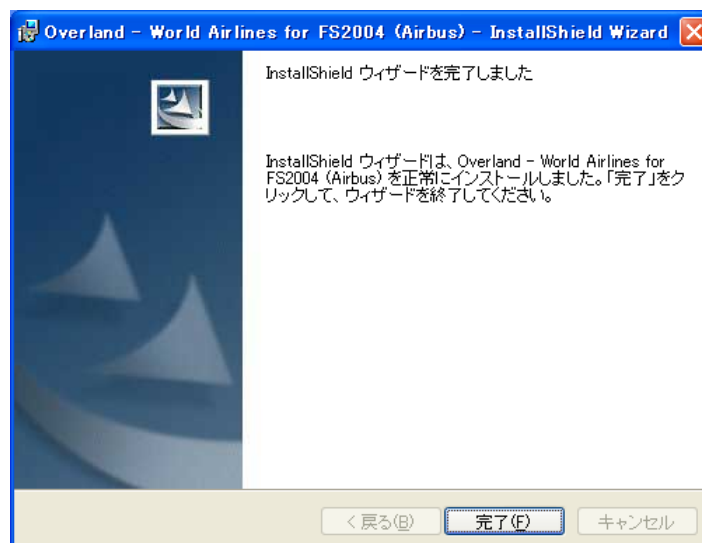 Overland - World Airlines for FS2004 (Airbus) - InstallShield Wizard
InstallShield ウィザードを完了しました
InstallShield ウィザードは、Overland - World Airlines for
FS2004 (Airbus) を正常にインストールしました。「完了」をク
リックして、ウィザードを終了してください。
< 戻る(B) 完了(F) キャンセル